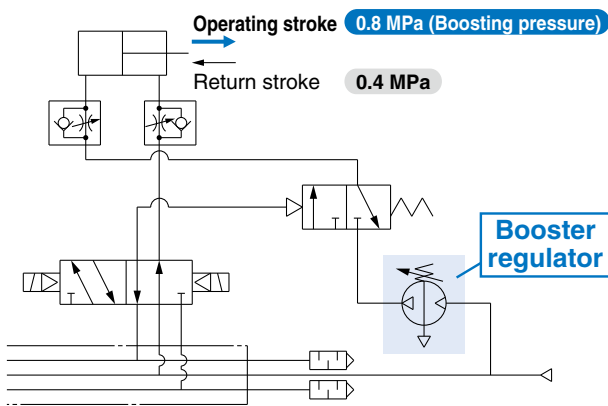 Operating stroke 0.8 MPa (Boosting pressure)
Return stroke 0.4 MPa
Booster
regulator